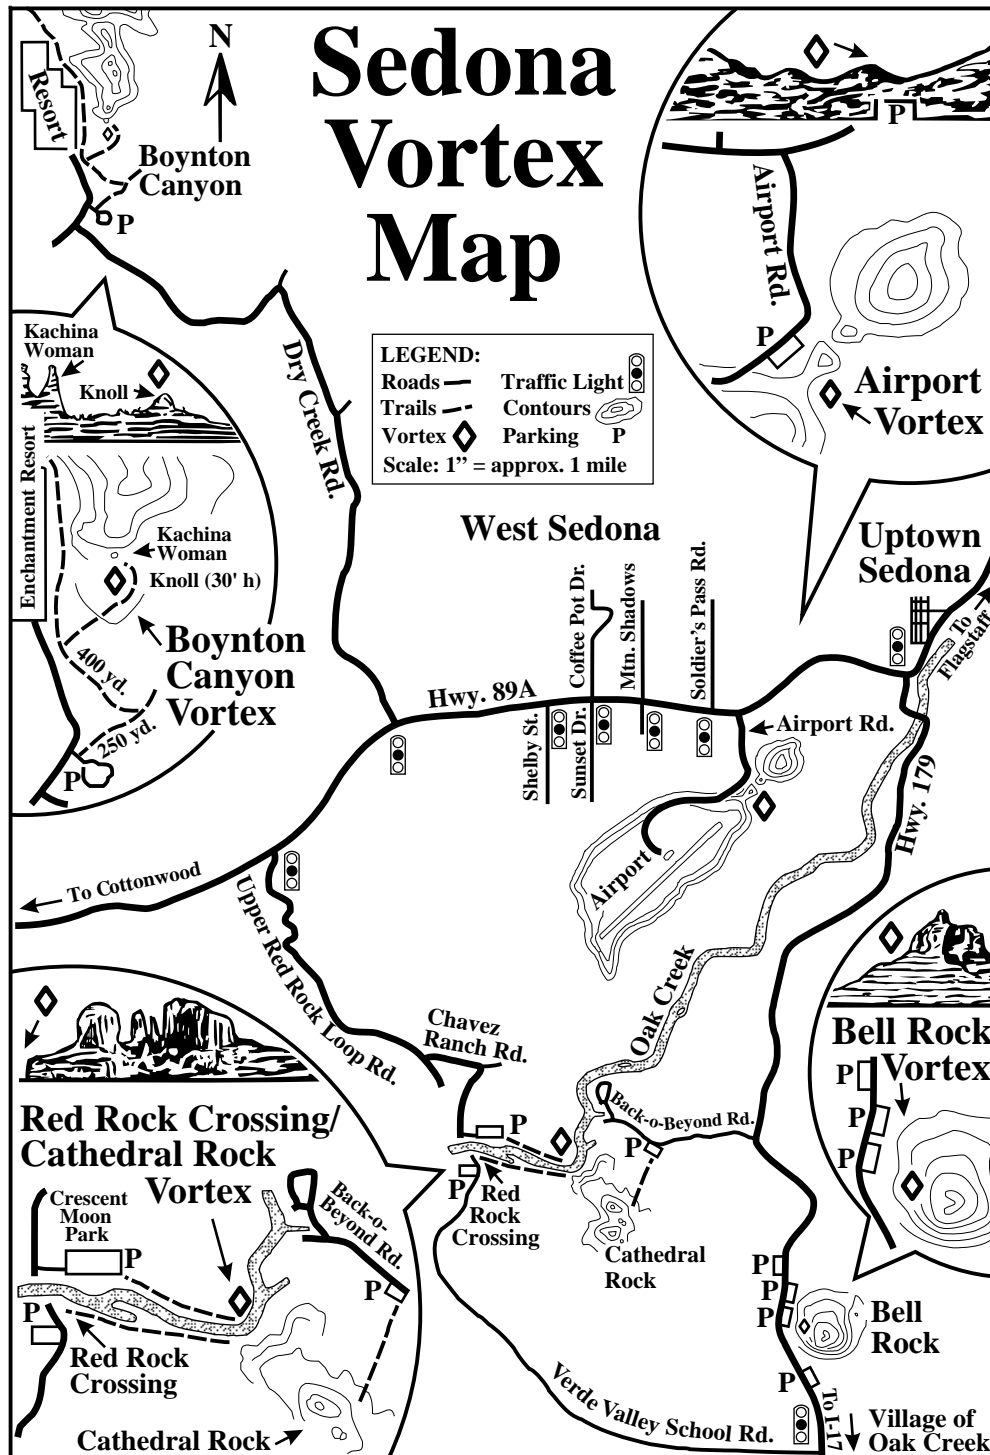 Sedona
Vortex
Map
N
Resort
Boynton
Canyon
P
P
Airport Rd.
P
Airport
Vortex
Kachina
Woman
Knoll
Enchantment Resort
Kachina
Woman
Knoll (30' h)
Boynton
Canyon
Vortex
400 yd.
250 yd.
P
Dry Creek Rd.
LEGEND:
Roads
Traffic Light
Trails
Contours
Vortex
Parking P
Scale: 1” = approx. 1 mile
West Sedona
Uptown
Sedona
To
Flagstaff
Coffee Pot Dr.
Mtn. Shadows
Soldier's Pass Rd.
Hwy. 89A
Shelby St.
Sunset Dr.
Airport Rd.
Hwy. 179
Airport
To Cottonwood
Upper Red Rock Loop Rd.
Oak Creek
Chavez
Ranch Rd.
P
Back-o-Beyond Rd.
P
P
Red
Rock
Crossing
Cathedral
Rock
Bell Rock
Vortex
P
P
P
Red Rock Crossing/
Cathedral Rock
Vortex
Crescent
Moon
Park
P
Back-o-
Beyond Rd.
P
P
Red Rock
Crossing
Cathedral Rock
P
P
P
Bell
Rock
P
Verde Valley School Rd.
To I-17
Village of
Oak Creek